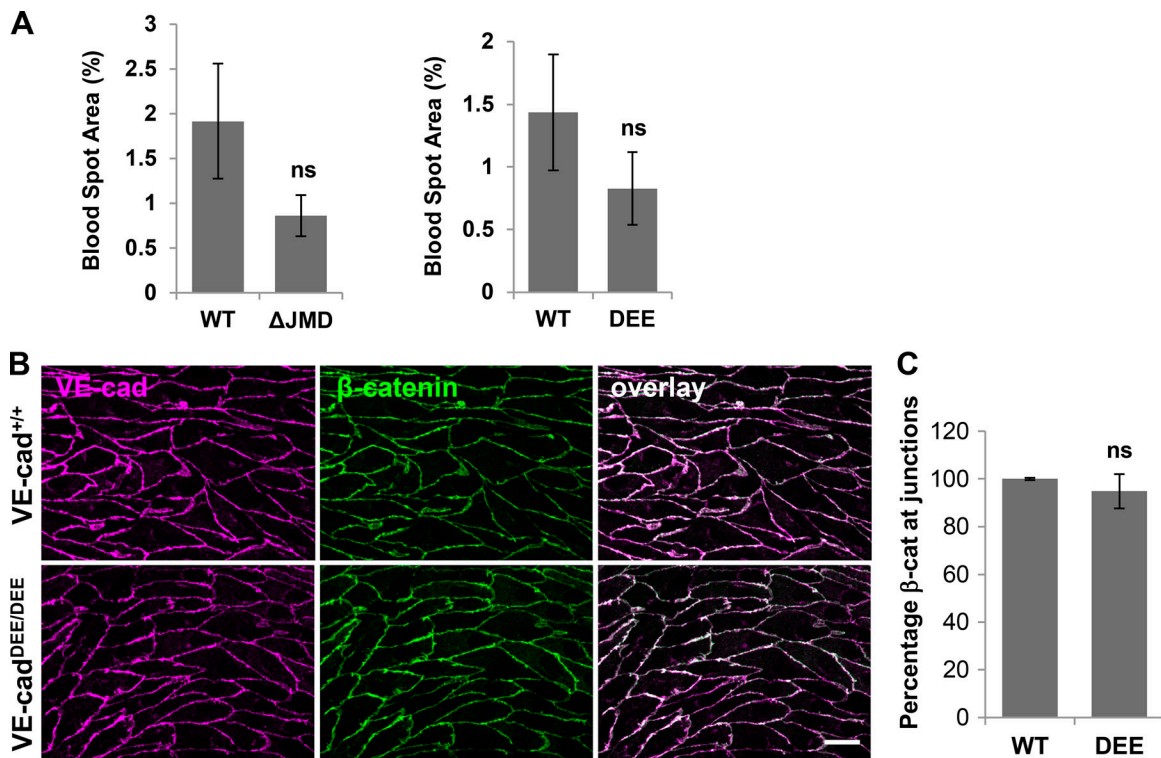 A
Blood Spot Area (%)
3
2.5
2
1.5
1
0.5
0
ns
WT
ΔJMD
Blood Spot Area (%)
2
1.5
1
0.5
0
ns
WT
DEE
B
VE-cad
β-catenin
overlay
VE-cad+/+
VE-cadDEE/DEE
C
Percentage β-cat at junctions
120
100
80
60
40
20
0
ns
WT
DEE